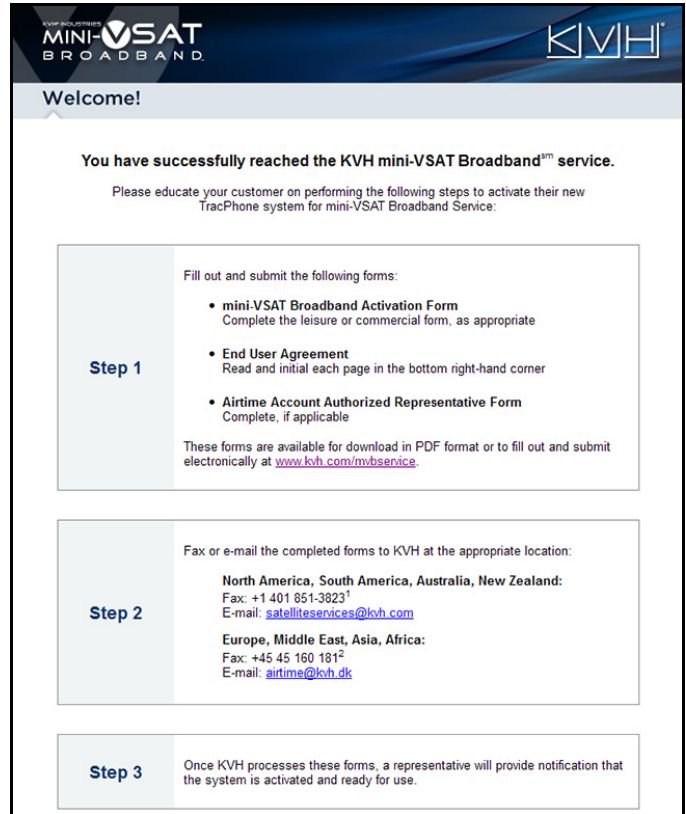 KVH INDUSTRIES
MINI-VSAT
BROADBAND.
KVH®
Welcome!
You have successfully reached the KVH mini-VSAT Broadbandsm service.
Please educate your customer on performing the following steps to activate their new
TracPhone system for mini-VSAT Broadband Service:
Step 1
Fill out and submit the following forms:
• mini-VSAT Broadband Activation Form
Complete the leisure or commercial form, as appropriate
• End User Agreement
Read and initial each page in the bottom right-hand corner
• Airtime Account Authorized Representative Form
Complete, if applicable
These forms are available for download in PDF format or to fill out and submit
electronically at www.kvh.com/mvbservice.
Step 2
Fax or e-mail the completed forms to KVH at the appropriate location:
North America, South America, Australia, New Zealand:
Fax: +1 401 851-3823¹
E-mail: satelliteservices@kvh.com
Europe, Middle East, Asia, Africa:
Fax: +45 45 160 181²
E-mail: airtime@kvh.dk
Step 3
Once KVH processes these forms, a representative will provide notification that
the system is activated and ready for use.